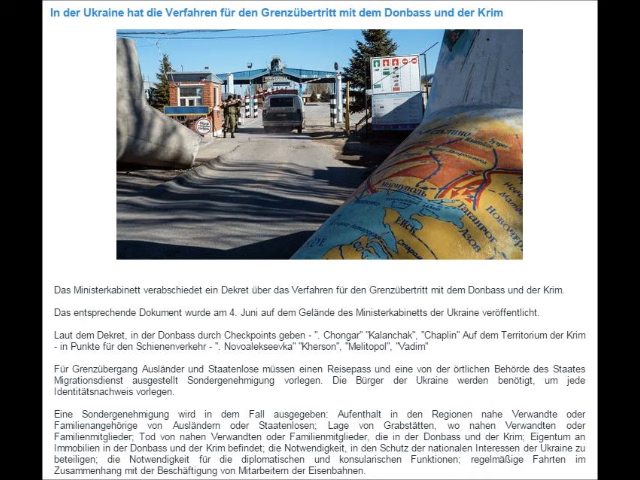 In der Ukraine hat die Verfahren für den Grenzübertritt mit dem Donbass und der Krim
Das Ministerkabinett verabschiedet ein Dekret über das Verfahren für den Grenzübertritt mit dem Donbass und der Krim.
Das entsprechende Dokument wurde am 4. Juni auf dem Gelände des Ministerkabinetts der Ukraine veröffentlicht.
Laut dem Dekret, in der Donbass durch Checkpoints geben - ". Chongar" "Kalanchak", "Chaplin" Auf dem Territorium der Krim
- in Punkte für den Schienenverkehr - ". Novoalekseevka" "Kherson", "Melitopol", "Vadim"
Für Grenzübergang Ausländer und Staatenlose müssen einen Reisepass und eine von der örtlichen Behörde des Staates
Migrationsdienst ausgestellt Sondergenehmigung vorlegen. Die Bürger der Ukraine werden benötigt, um jede
Identitätsnachweis vorlegen.
Eine Sondergenehmigung wird in dem Fall ausgegeben: Aufenthalt in den Regionen nahe Verwandte oder
Familienangehörige von Ausländern oder Staatenlosen; Lage von Grabstätten, wo nahen Verwandten oder
Familienmitglieder; Tod von nahen Verwandten oder Familienmitglieder, die in der Donbass und der Krim; Eigentum an
Immobilien in der Donbass und der Krim befindet; die Notwendigkeit, in den Schutz der nationalen Interessen der Ukraine zu
beteiligen; die Notwendigkeit für die diplomatischen und konsularischen Funktionen; regelmäßige Fahrten im
Zusammenhang mit der Beschäftigung von Mitarbeitern der Eisenbahnen.